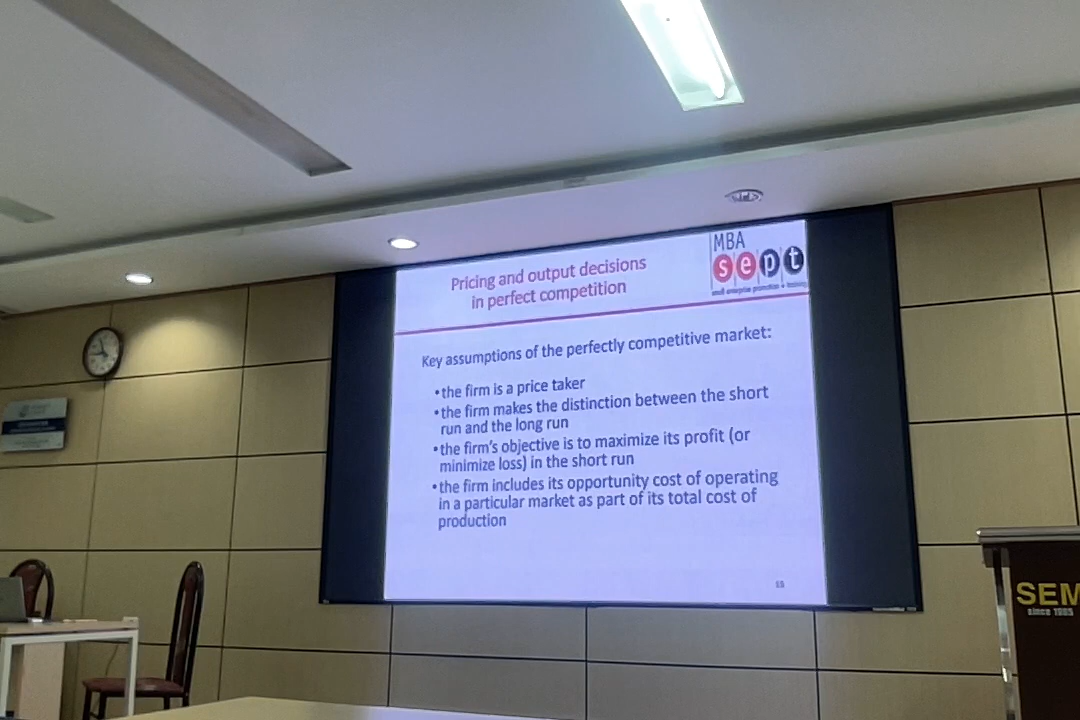 MBA
sept
small enterprise promotion + training
Pricing and output decisions
in perfect competition
Key assumptions of the perfectly competitive market:
•the firm is a price taker
•the firm makes the distinction between the short
run and the long run
•the firm's objective is to maximize its profit (or
minimize loss) in the short run
•the firm includes its opportunity cost of operating
in a particular market as part of its total cost of
production
SEM
since 1985